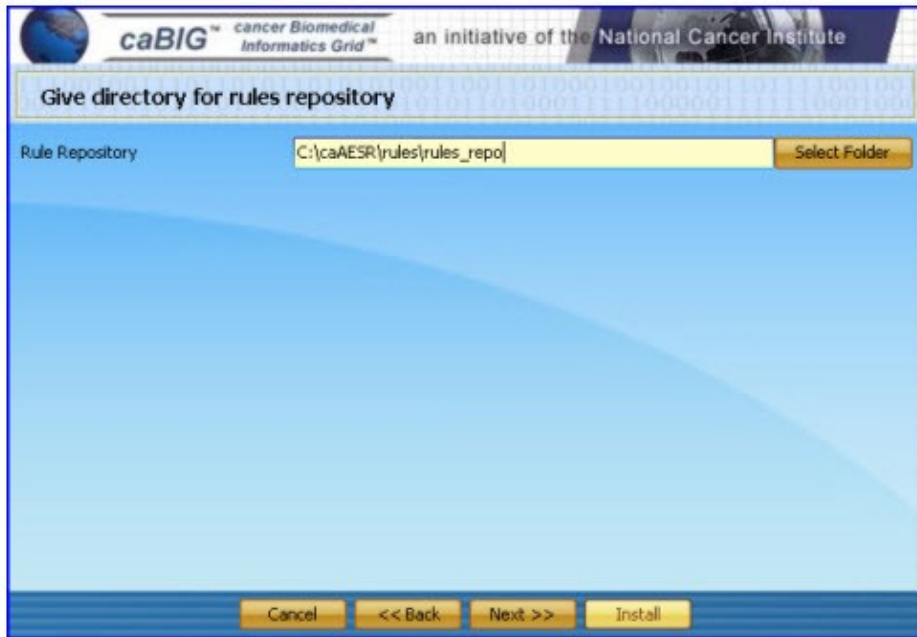 caBIG™ cancer Biomedical Informatics Grid™ an initiative of the National Cancer Institute
Give directory for rules repository
Rule Repository C:\caAESR\rules\rules_repo Select Folder
Cancel << Back Next >> Install